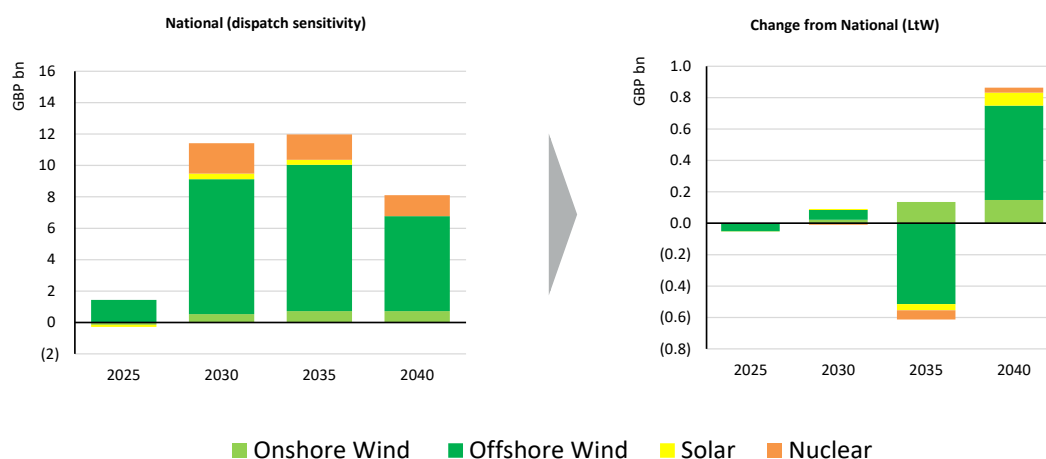 National (dispatch sensitivity)
GBP bn
16
14
12
10
8
6
4
2
0
(2)
2025 2030 2035 2040
Change from National (LtW)
GBP bn
1.0
0.8
0.6
0.4
0.2
0.0
(0.2)
(0.4)
(0.6)
(0.8)
2025 2030 2035 2040
Onshore Wind Offshore Wind Solar Nuclear